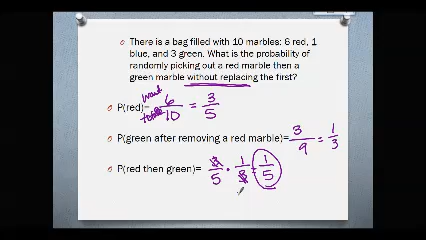 There is a bag filled with 10 marbles: 6 red, 1
blue, and 3 green. What is the probability of
randomly picking out a red marble then a
green marble without replacing the first?
want
P(red)= 6/10 = 3/5
total
P(green after removing a red marble)= 3/9 = 1/3
P(red then green)= 3/5 · 1/3 = 1/5